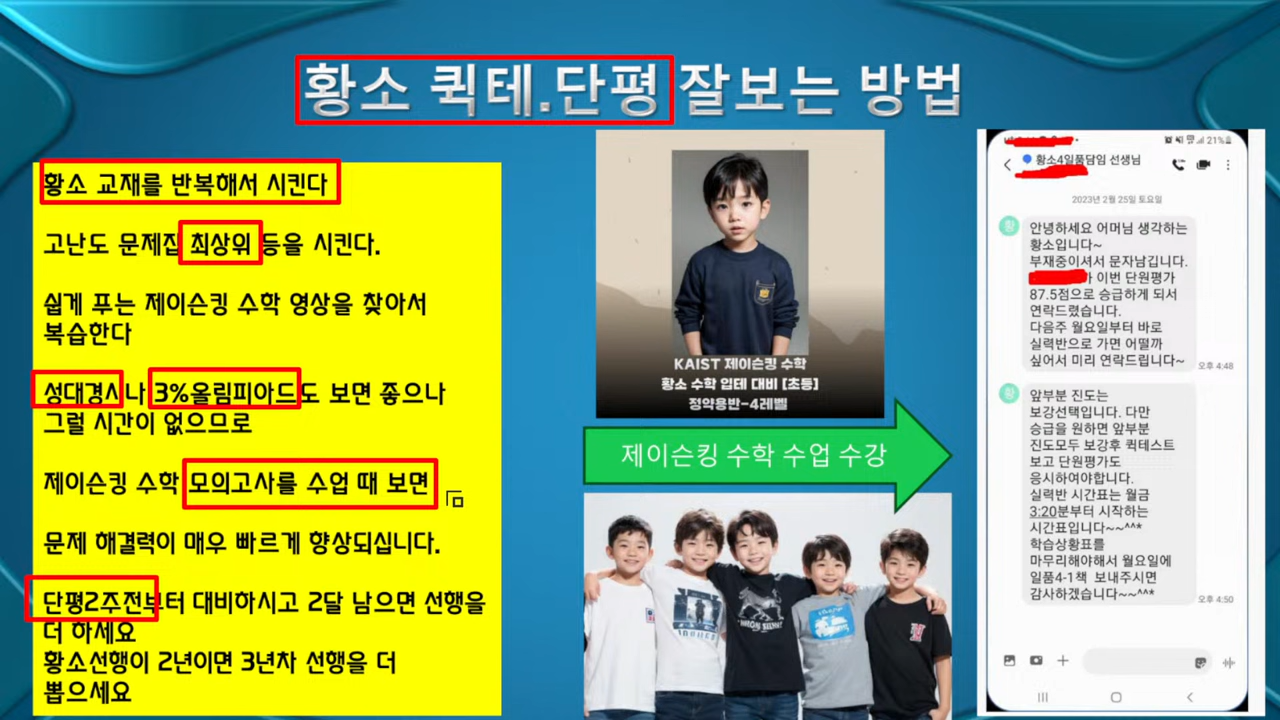 황소 퀵테.단평 잘보는 방법
황소 교재를 반복해서 시킨다
고난도 문제집 최상위 등을 시킨다.
쉽게 푸는 제이슨킹 수학 영상을 찾아서
복습한다
성대경시나 3%올림피아드도 보면 좋으나
그럴 시간이 없으므로
제이슨킹 수학 모의고사를 수업 때 보면
문제 해결력이 매우 빠르게 향상되십니다.
단평2주전부터 대비하시고 2달 남으면 선행을
더 하세요
황소선행이 2년이면 3년차 선행을 더
뽑으세요
KAIST 제이슨킹 수학
황소 수학 입테 대비 [초등]
정약용반-4레벨
제이슨킹 수학 수업 수강
21%
황소4일품담임 선생님
2023년 2월 25일 토요일
황
안녕하세요 어머님 생각하는
황소입니다~
부재중이셔서 문자남깁니다.
가 이번 단원평가
87.5점으로 승급하게 되서
연락드렸습니다.
다음주 월요일부터 바로
실력반으로 가면 어떨까
싶어서 미리 연락드립니다~
오후 4:48
황
앞부분 진도는
보강선택입니다. 다만
승급을 원하면 앞부분
진도모두 보강후 퀵테스트
보고 단원평가도
응시하여야합니다.
실력반 시간표는 월금
3:20분부터 시작하는
시간표입니다~~^^*
학습상황표를
마무리해야해서 월요일에
일품4-1책 보내주시면
감사하겠습니다~~^^*
오후 4:50